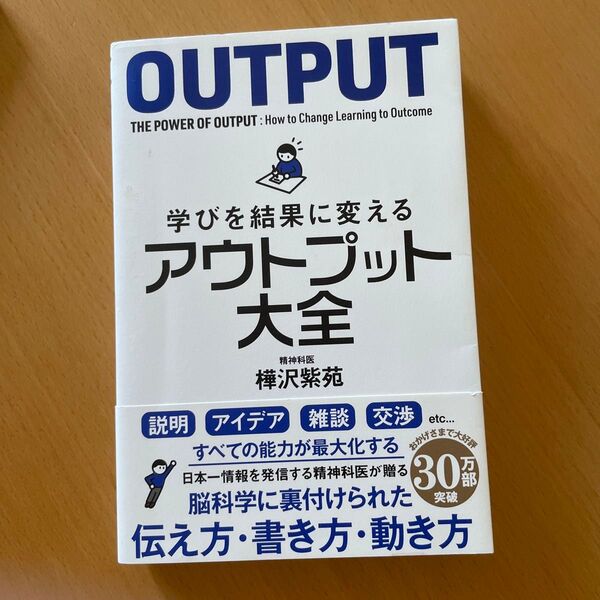 OUTPUT
THE POWER OF OUTPUT : How to Change Learning to Outcome
学びを結果に変える
アウトプット
大全
精神科医
樺沢紫苑
説明 アイデア 雑談 交渉 etc...
すべての能力が最大化する
日本一情報を発信する精神科医が贈る
脳科学に裏付けられた
伝え方・書き方・動き方
おかげさまで大好評
30万部
突破